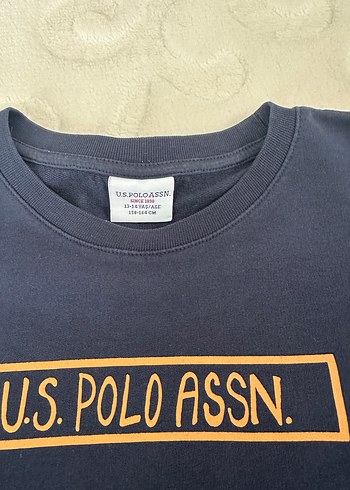 U.S. POLO ASSN.
SINCE 1890
13-14 YAŞ/AGE
158-164 CM
U.S. POLO ASSN.